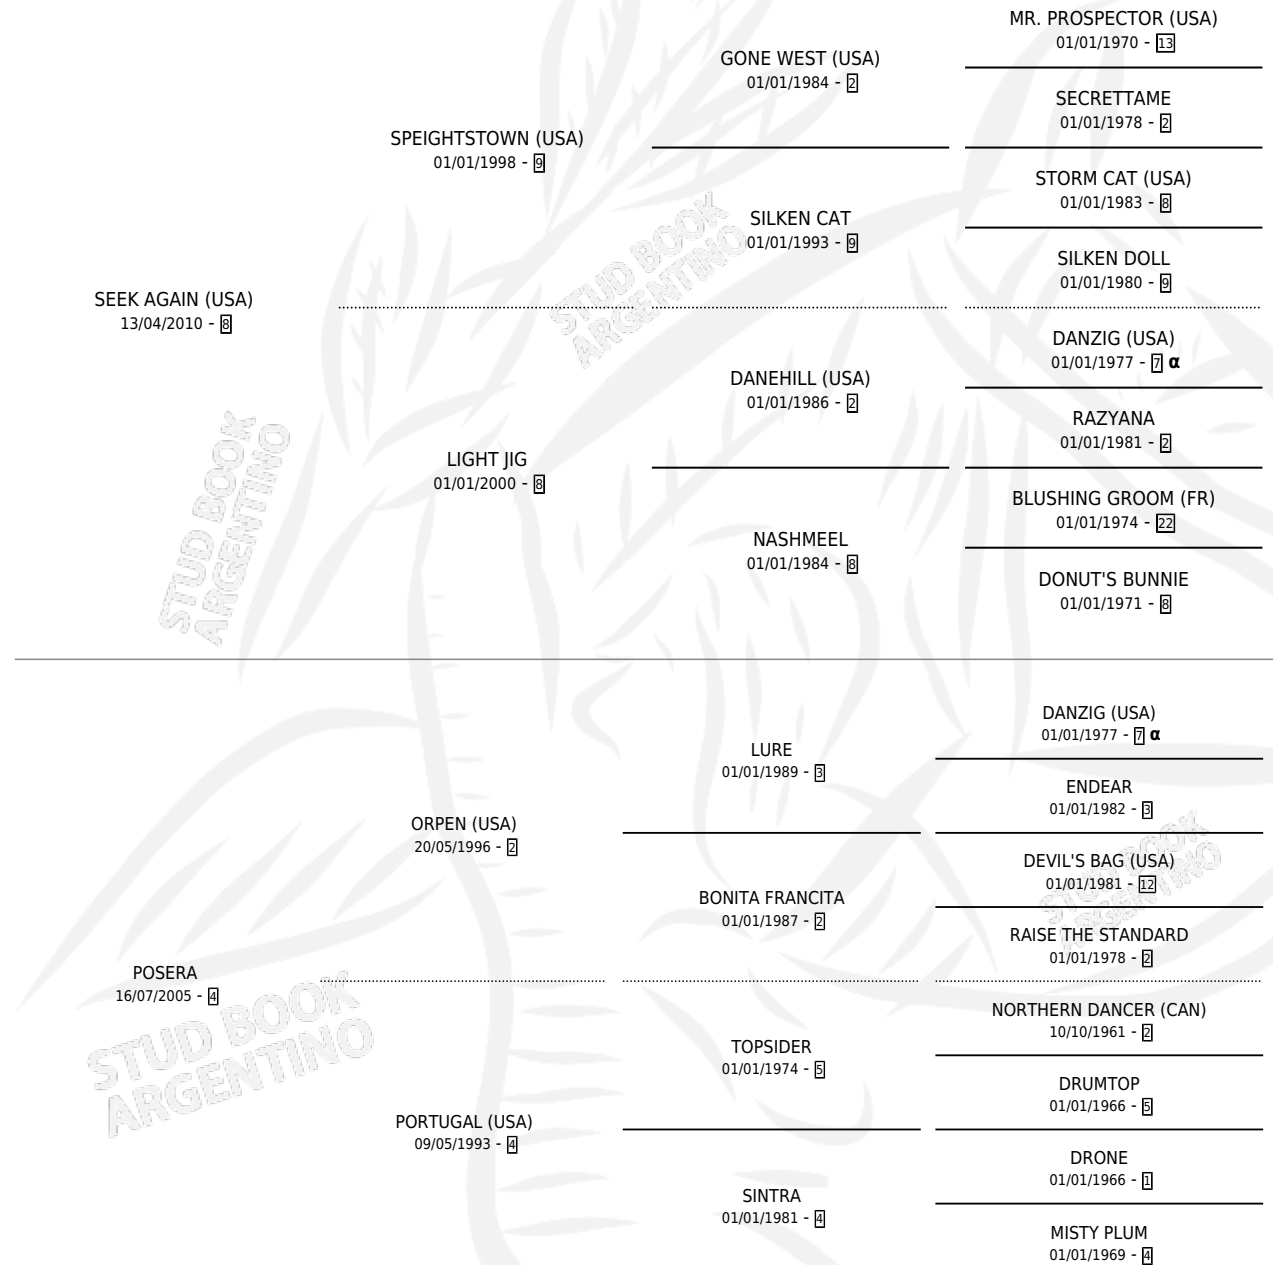 MR. PROSPECTOR (USA)
01/01/1970 - 13
GONE WEST (USA)
01/01/1984 - 2
SECRETTAME
01/01/1978 - 2
SPEIGHTSTOWN (USA)
01/01/1998 - 9
STORM CAT (USA)
01/01/1983 - 8
SILKEN CAT
01/01/1993 - 9
SILKEN DOLL
01/01/1980 - 9
SEEK AGAIN (USA)
13/04/2010 - 8
DANZIG (USA)
01/01/1977 - 7 α
DANEHILL (USA)
01/01/1986 - 2
RAZYANA
01/01/1981 - 2
LIGHT JIG
01/01/2000 - 8
BLUSHING GROOM (FR)
01/01/1974 - 22
NASHMEEL
01/01/1984 - 8
DONUT'S BUNNIE
01/01/1971 - 8
DANZIG (USA)
01/01/1977 - 7 α
LURE
01/01/1989 - 3
ENDEAR
01/01/1982 - 3
ORPEN (USA)
20/05/1996 - 2
DEVIL'S BAG (USA)
01/01/1981 - 12
BONITA FRANCITA
01/01/1987 - 2
RAISE THE STANDARD
01/01/1978 - 2
POSERA
16/07/2005 - 4
NORTHERN DANCER (CAN)
10/10/1961 - 2
TOPSIDER
01/01/1974 - 5
DRUMTOP
01/01/1966 - 5
PORTUGAL (USA)
09/05/1993 - 4
DRONE
01/01/1966 - 1
SINTRA
01/01/1981 - 4
MISTY PLUM
01/01/1969 - 4
STUD BOOK
ARGENTINO
STUD BOOK
ARGENTINO
STUD BOOK
ARGENTINO
STUD BOOK
ARGENTINO